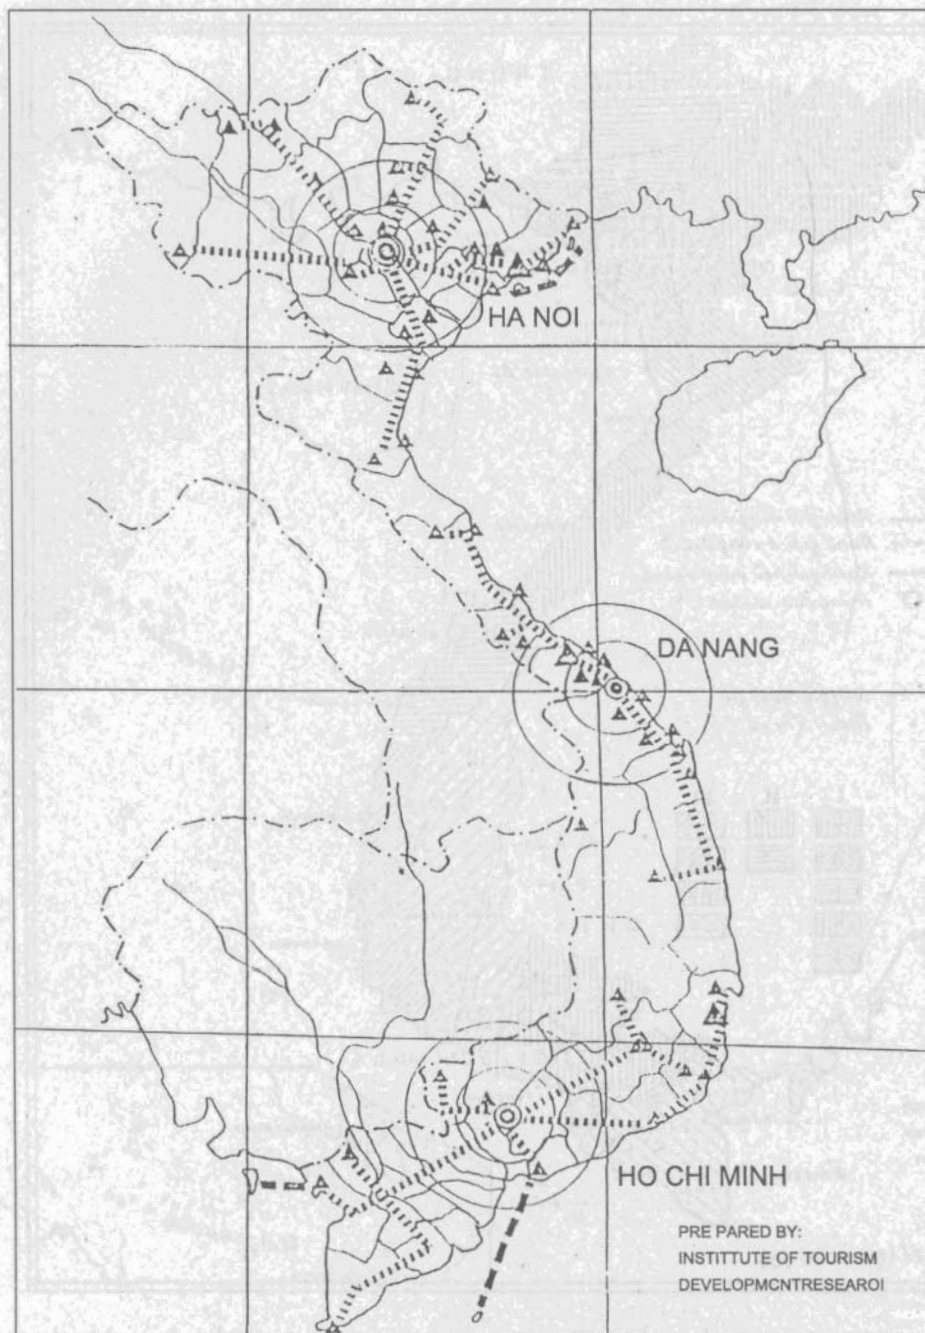 HA NOI
DA NANG
HO CHI MINH
PRE PARED BY:
INSTITTUTE OF TOURISM
DEVELOPMCNTRESEAROI